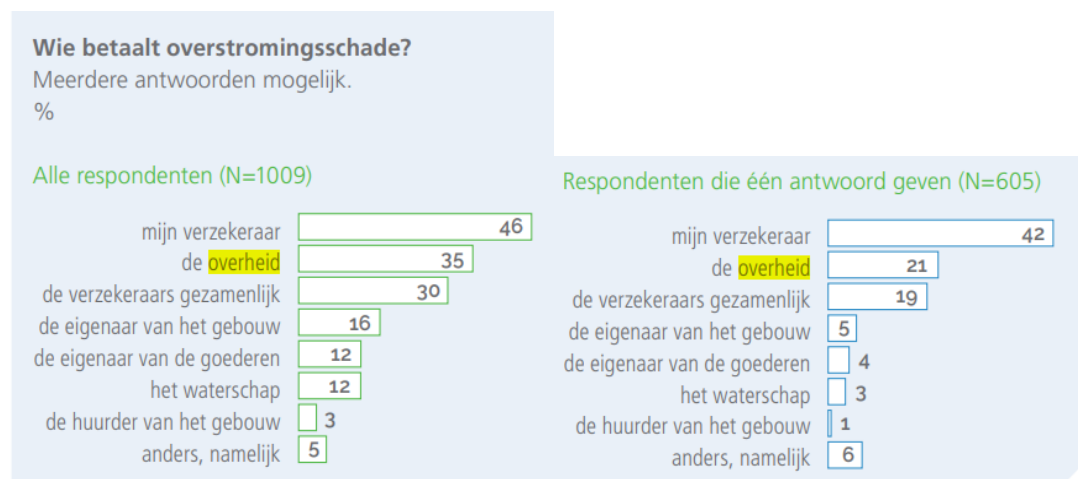 Wie betaalt overstromingsschade?
Meerdere antwoorden mogelijk.
%
Alle respondenten (N=1009)
mijn verzekeraar 46
de overheid 35
de verzekeraars gezamenlijk 30
de eigenaar van het gebouw 16
de eigenaar van de goederen 12
het waterschap 12
de huurder van het gebouw 3
anders, namelijk 5
Respondenten die één antwoord geven (N=605)
mijn verzekeraar 42
de overheid 21
de verzekeraars gezamenlijk 19
de eigenaar van het gebouw 5
de eigenaar van de goederen 4
het waterschap 3
de huurder van het gebouw 1
anders, namelijk 6